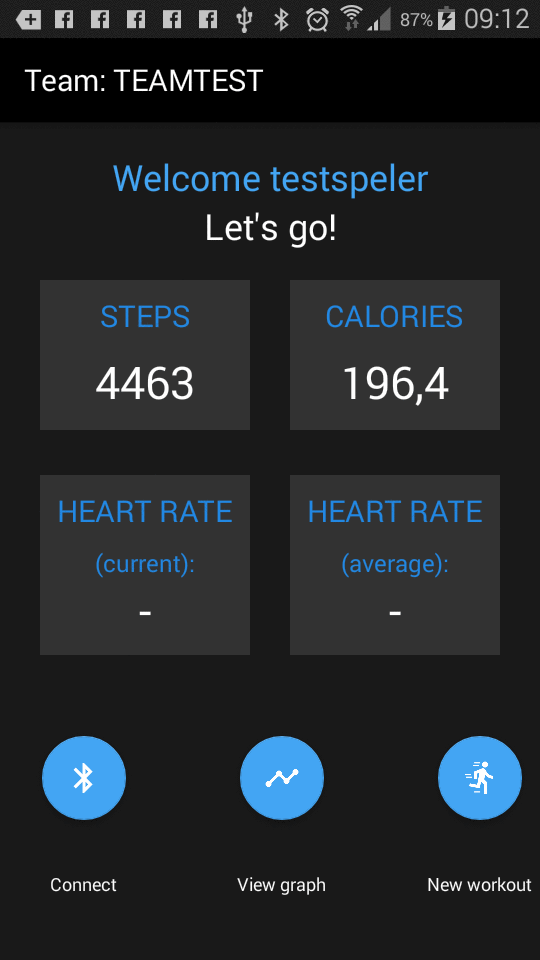 87% 09:12
Team: TEAMTEST
Welcome testspeler
Let's go!
STEPS
4463
CALORIES
196,4
HEART RATE
(current):
-
HEART RATE
(average):
-
Connect
View graph
New workout